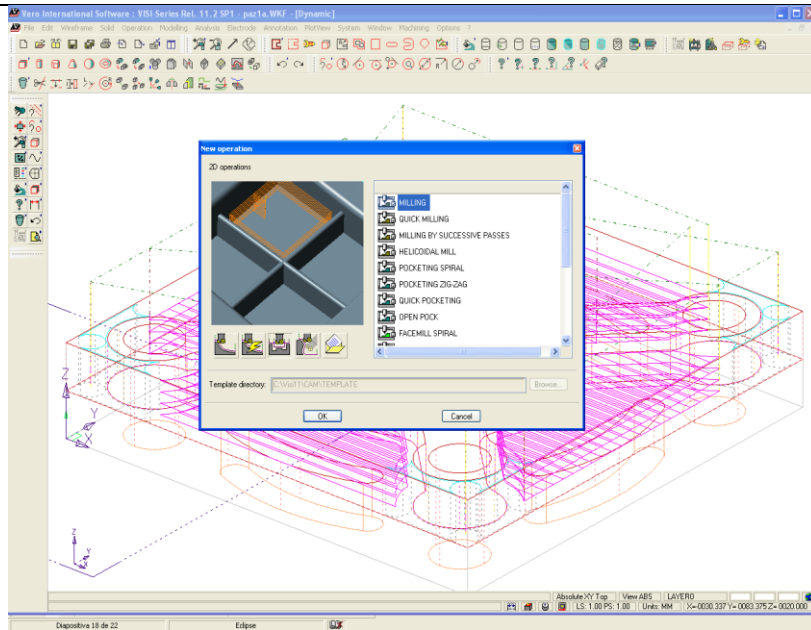 Vero International Software : VISI-Series Rel. 11.2 SP1 - paz1a.WKF - [Dynamic]
File Edit Wireframe Solid Operation Modelling Analysis Electrode Annotation PlotView System Window Machining Options ?
New operation
2D operations
MILLING
QUICK MILLING
MILLING BY SUCCESSIVE PASSES
HELICOIDAL MILL
POCKETING SPIRAL
POCKETING ZIG-ZAG
QUICK POCKETING
OPEN POCK
FACEMILL SPIRAL
Template directory: C:\Visi11\CAM\TEMPLATE Browse...
OK Cancel
Z
Y
X
Z
Y
X
Absolute XY Top View ABS LAYER0
LS: 1.00 PS: 1.00 Units: MM X=-0030.337 Y= 0083.375 Z= 0020.000
Diapositiva 18 de 22 Eclipse